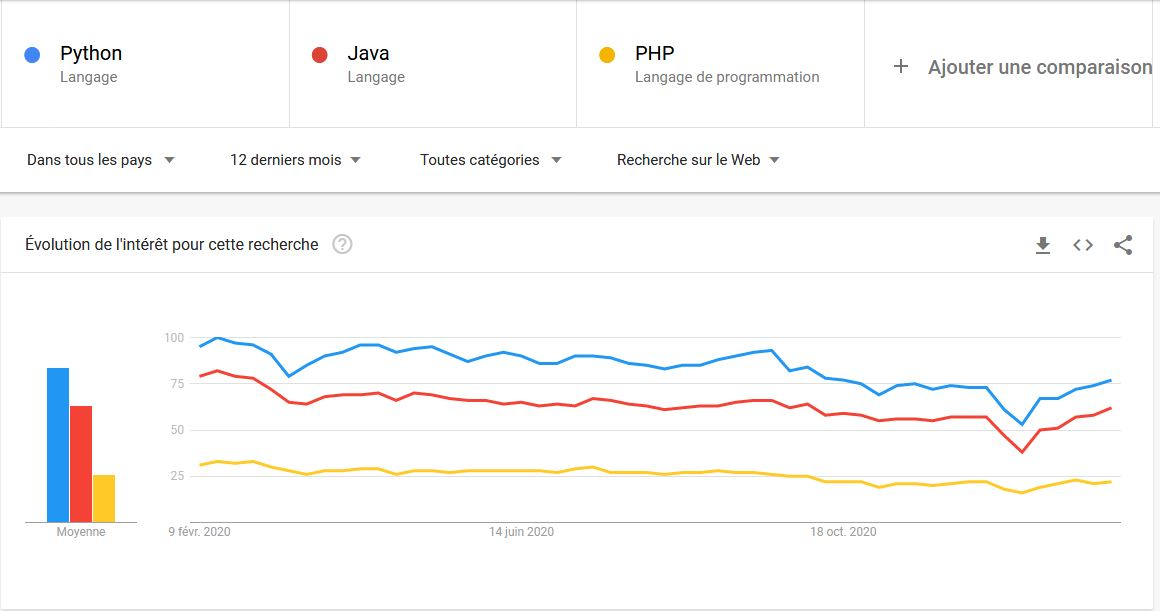 Python
Langage
Java
Langage
PHP
Langage de programmation
+ Ajouter une comparaison
Dans tous les pays
12 derniers mois
Toutes catégories
Recherche sur le Web
Évolution de l'intérêt pour cette recherche ?
100
75
50
25
Moyenne
9 févr. 2020
14 juin 2020
18 oct. 2020